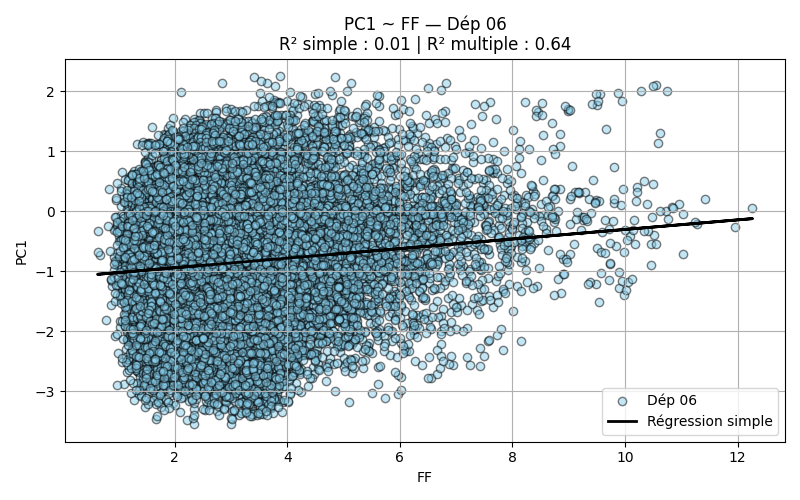 PC1 ~ FF — Dép 06
R² simple : 0.01 | R² multiple : 0.64
PC1
2
1
0
−1
−2
−3
2 4 6 8 10 12
FF
Dép 06
Régression simple